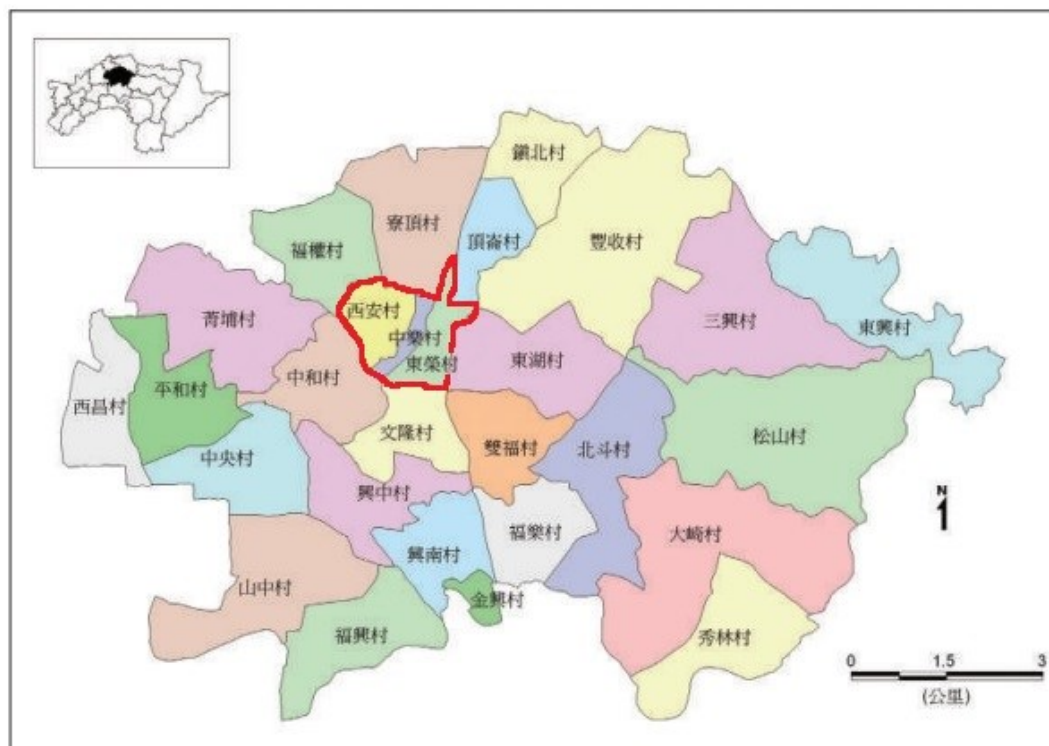 鎮北村
寮頂村
頂崙村
豐收村
福權村
菁埔村
西安村
中樂村
東榮村
東湖村
三興村
東興村
中和村
平和村
西昌村
文隆村
雙福村
北斗村
松山村
中央村
興中村
興南村
福樂村
大崎村
山中村
金興村
福興村
秀林村
N
0 1.5 3
(公里)